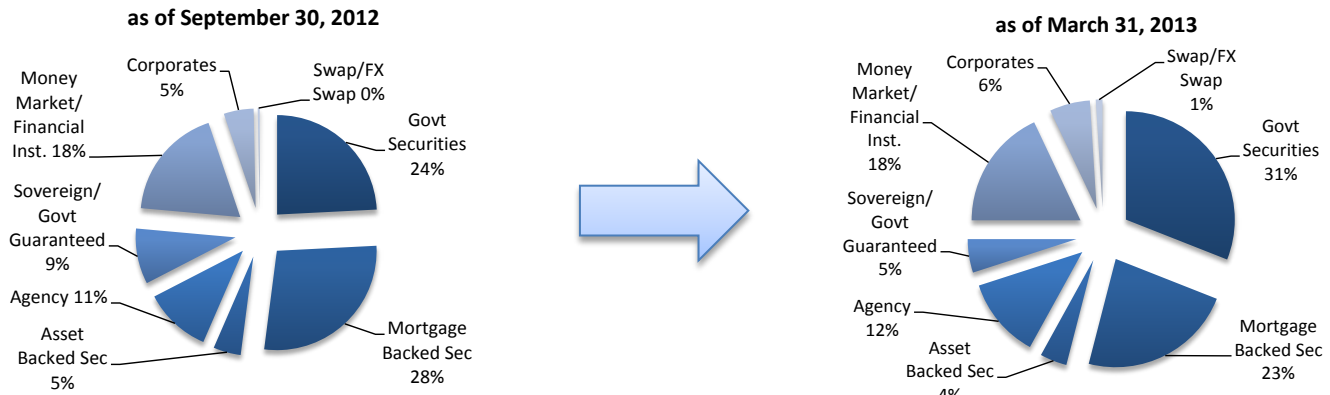 as of September 30, 2012
Corporates
5%
Swap/FX
Swap 0%
Money
Market/
Financial
Inst. 18%
Govt
Securities
24%
Sovereign/
Govt
Guaranteed
9%
Agency 11%
Asset
Backed Sec
5%
Mortgage
Backed Sec
28%
as of March 31, 2013
Corporates
6%
Swap/FX
Swap
1%
Money
Market/
Financial
Inst.
18%
Govt
Securities
31%
Sovereign/
Govt
Guaranteed
5%
Agency
12%
Asset
Backed Sec
4%
Mortgage
Backed Sec
23%